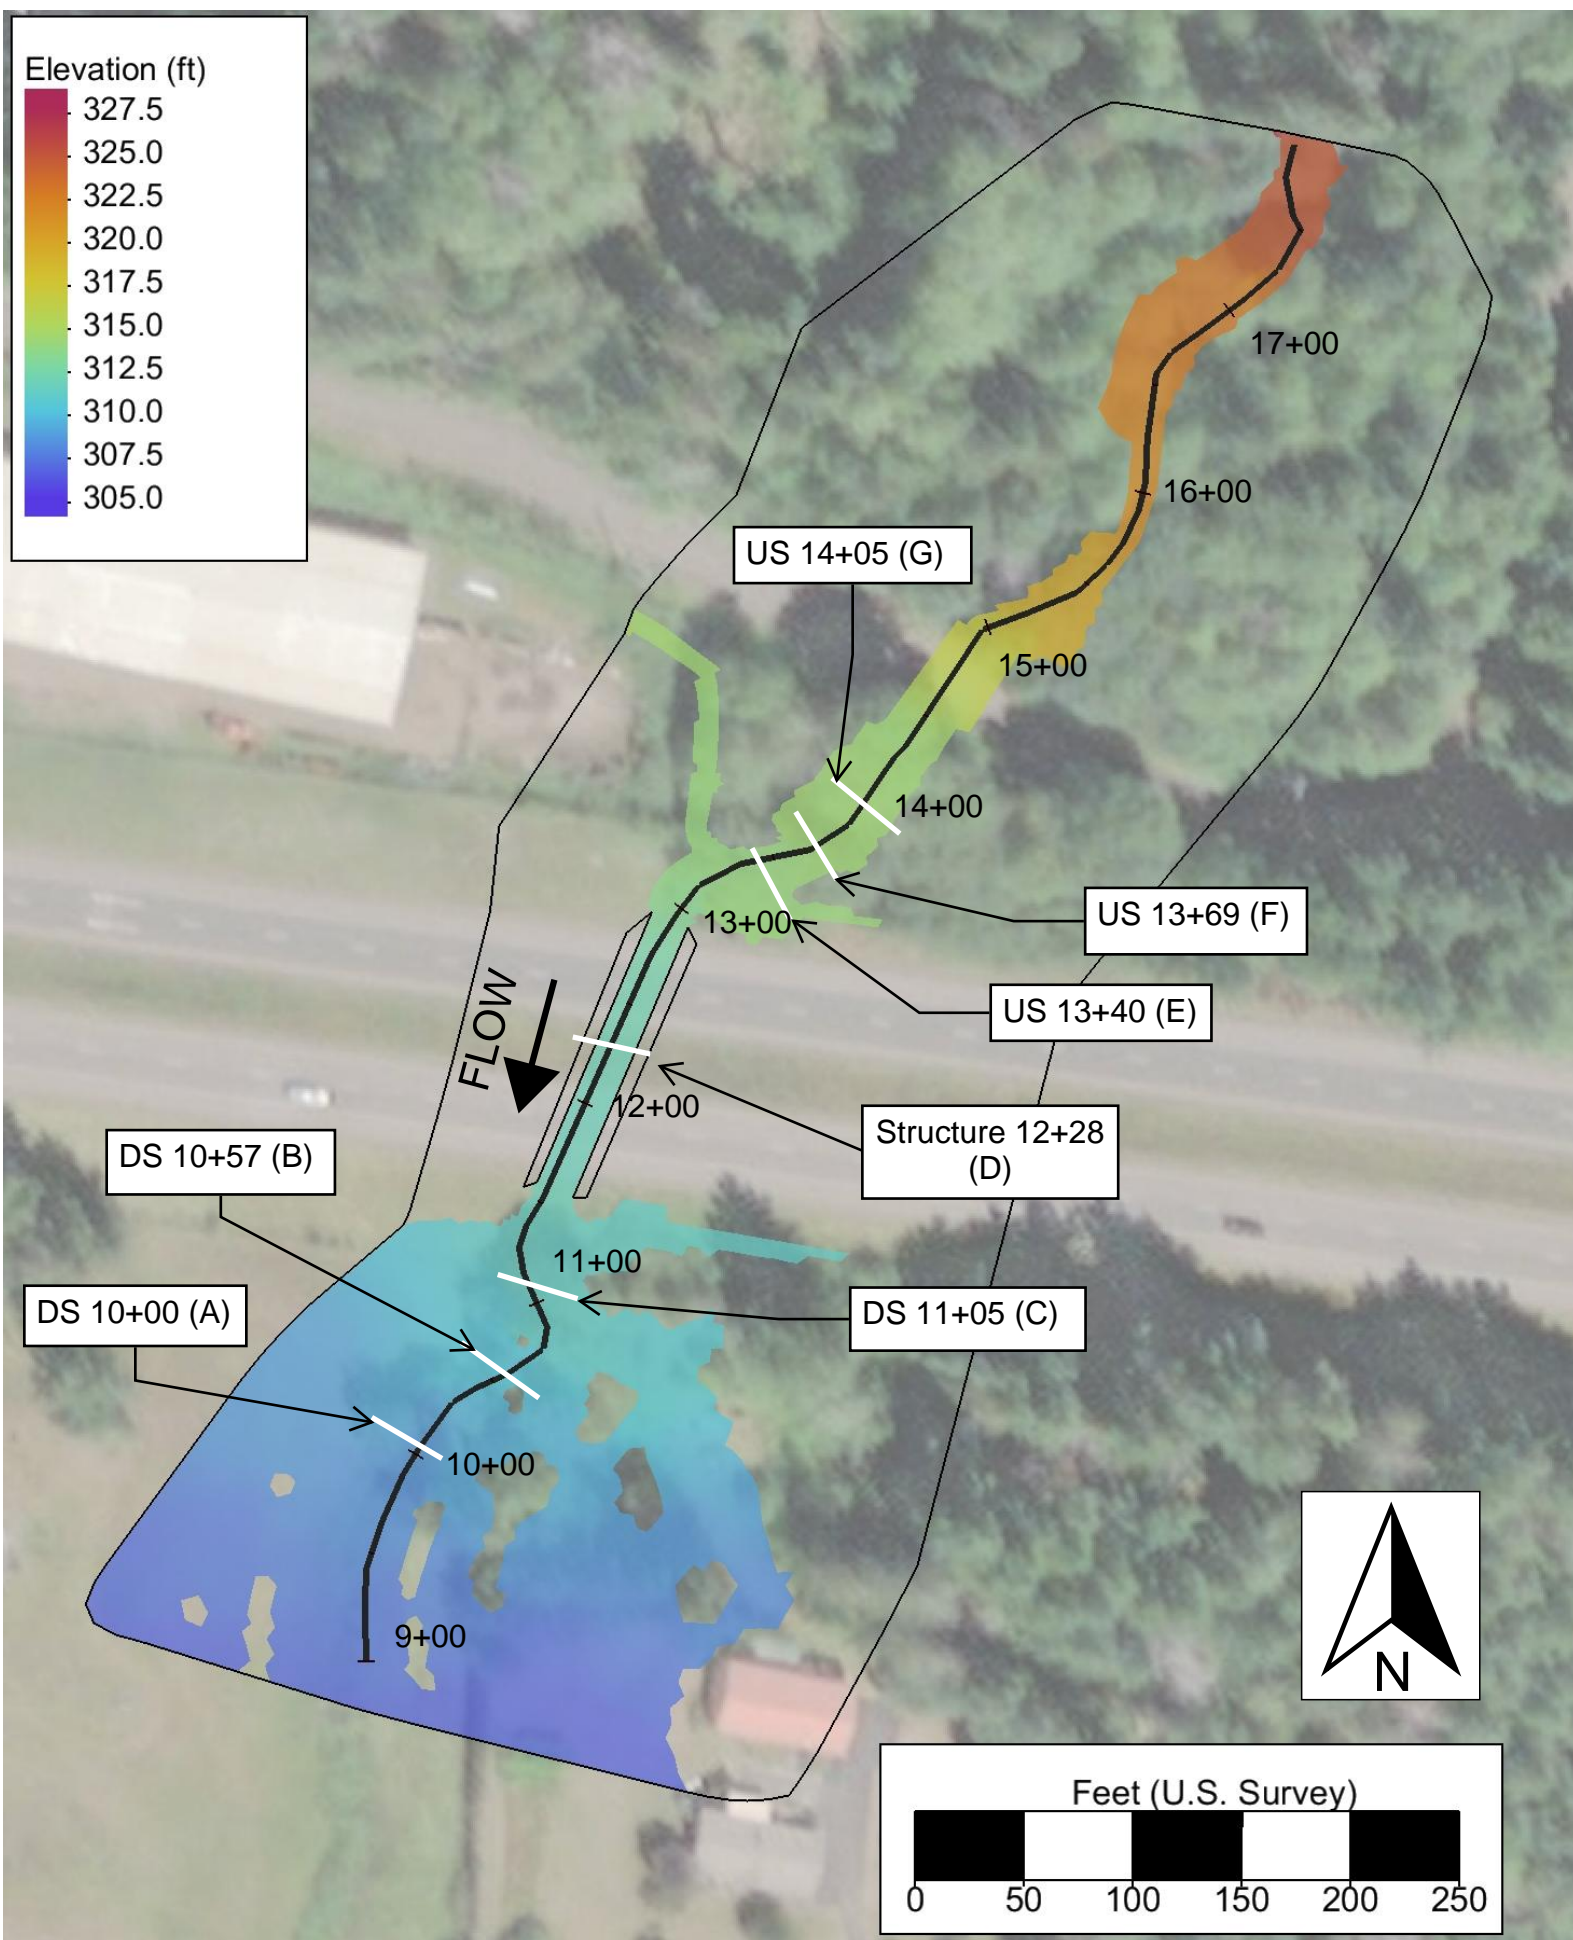 Elevation (ft)
327.5
325.0
322.5
320.0
317.5
315.0
312.5
310.0
307.5
305.0
17+00
16+00
US 14+05 (G)
15+00
14+00
US 13+69 (F)
13+00
US 13+40 (E)
FLOW
12+00
Structure 12+28
(D)
DS 10+57 (B)
11+00
DS 10+00 (A)
DS 11+05 (C)
10+00
9+00
N
Feet (U.S. Survey)
0 50 100 150 200 250